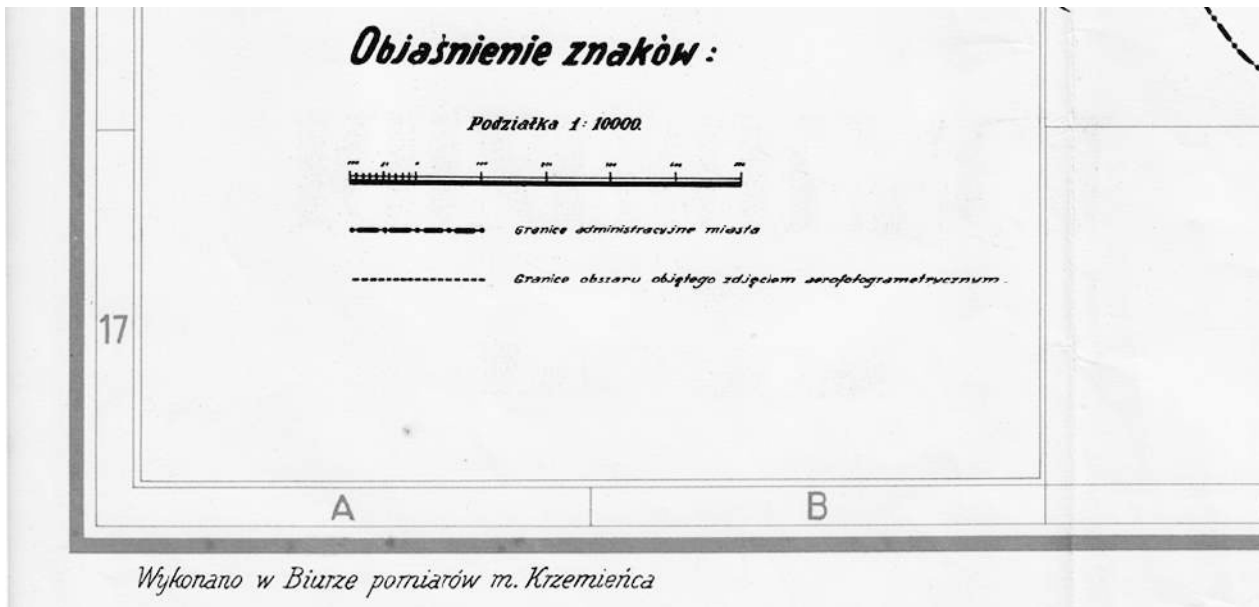 Objaśnienie znaków:
Podziałka 1:10000.
Granice administracyjne miasta
Granice obszaru objętego zdjęciem aerofotogrametrycznym.
17
A B
Wykonano w Biurze pomiarów m. Krzemieńca